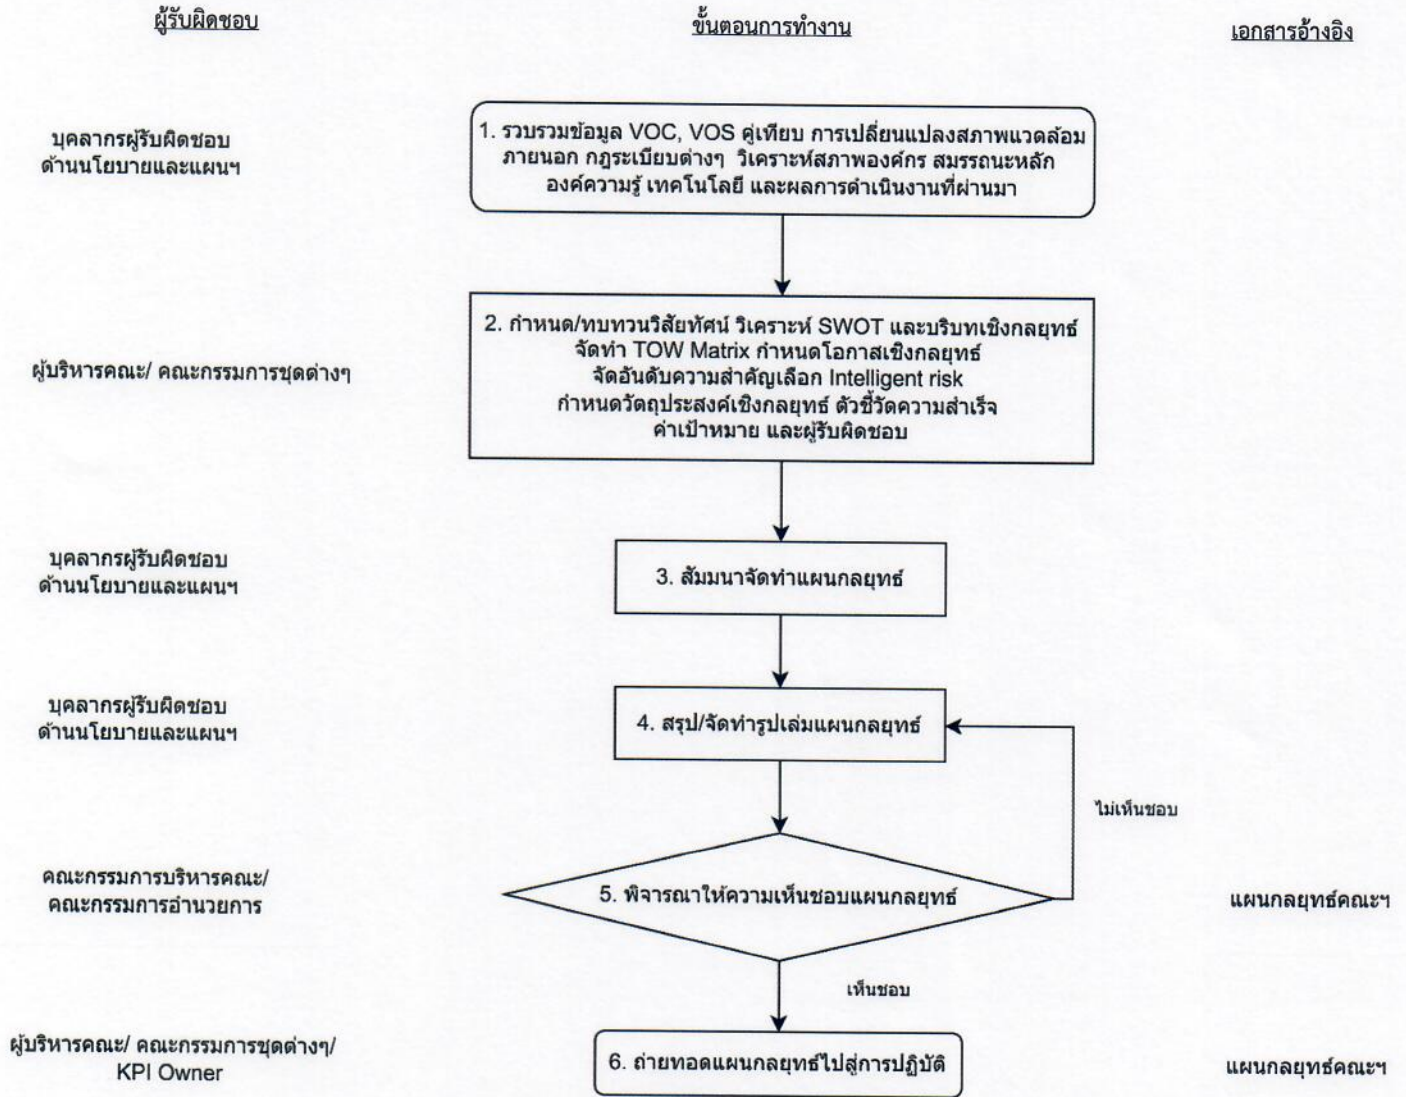 ผู้รับผิดชอบ
ขั้นตอนการทำงาน
เอกสารอ้างอิง
บุคลากรผู้รับผิดชอบ
ด้านนโยบายและแผนฯ
1. รวบรวมข้อมูล VOC, VOS คู่เทียบ การเปลี่ยนแปลงสภาพแวดล้อม
ภายนอก กฎระเบียบต่างๆ วิเคราะห์สภาพองค์กร สมรรถนะหลัก
องค์ความรู้ เทคโนโลยี และผลการดำเนินงานที่ผ่านมา
ผู้บริหารคณะ/ คณะกรรมการชุดต่างๆ
2. กำหนด/ทบทวนวิสัยทัศน์ วิเคราะห์ SWOT และบริบทเชิงกลยุทธ์
จัดทำ TOW Matrix กำหนดโอกาสเชิงกลยุทธ์
จัดอันดับความสำคัญเลือก Intelligent risk
กำหนดวัตถุประสงค์เชิงกลยุทธ์ ตัวชี้วัดความสำเร็จ
ค่าเป้าหมาย และผู้รับผิดชอบ
บุคลากรผู้รับผิดชอบ
ด้านนโยบายและแผนฯ
3. สัมมนาจัดทำแผนกลยุทธ์
บุคลากรผู้รับผิดชอบ
ด้านนโยบายและแผนฯ
4. สรุป/จัดทำรูปเล่มแผนกลยุทธ์
ไม่เห็นชอบ
คณะกรรมการบริหารคณะ/
คณะกรรมการอำนวยการ
5. พิจารณาให้ความเห็นชอบแผนกลยุทธ์
แผนกลยุทธ์คณะฯ
เห็นชอบ
ผู้บริหารคณะ/ คณะกรรมการชุดต่างๆ/
KPI Owner
6. ถ่ายทอดแผนกลยุทธ์ไปสู่การปฏิบัติ
แผนกลยุทธ์คณะฯ